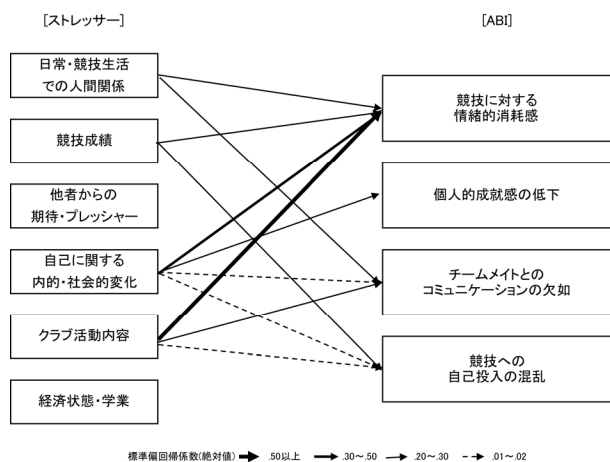 [ストレッサー]
[ABI]
日常・競技生活
での人間関係
競技成績
他者からの
期待・プレッシャー
自己に関する
内的・社会的変化
クラブ活動内容
経済状態・学業
競技に対する
情緒的消耗感
個人的成就感の低下
チームメイトとの
コミュニケーションの欠如
競技への
自己投入の混乱
標準偏回帰係数(絶対値) .50以上 .30～.50 .20～.30 .01～.02